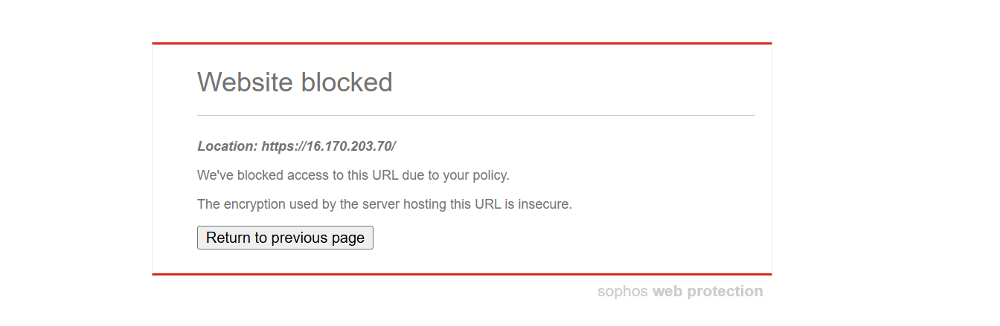 Website blocked
Location: https://16.170.203.70/
We've blocked access to this URL due to your policy.
The encryption used by the server hosting this URL is insecure.
Return to previous page
sophos web protection